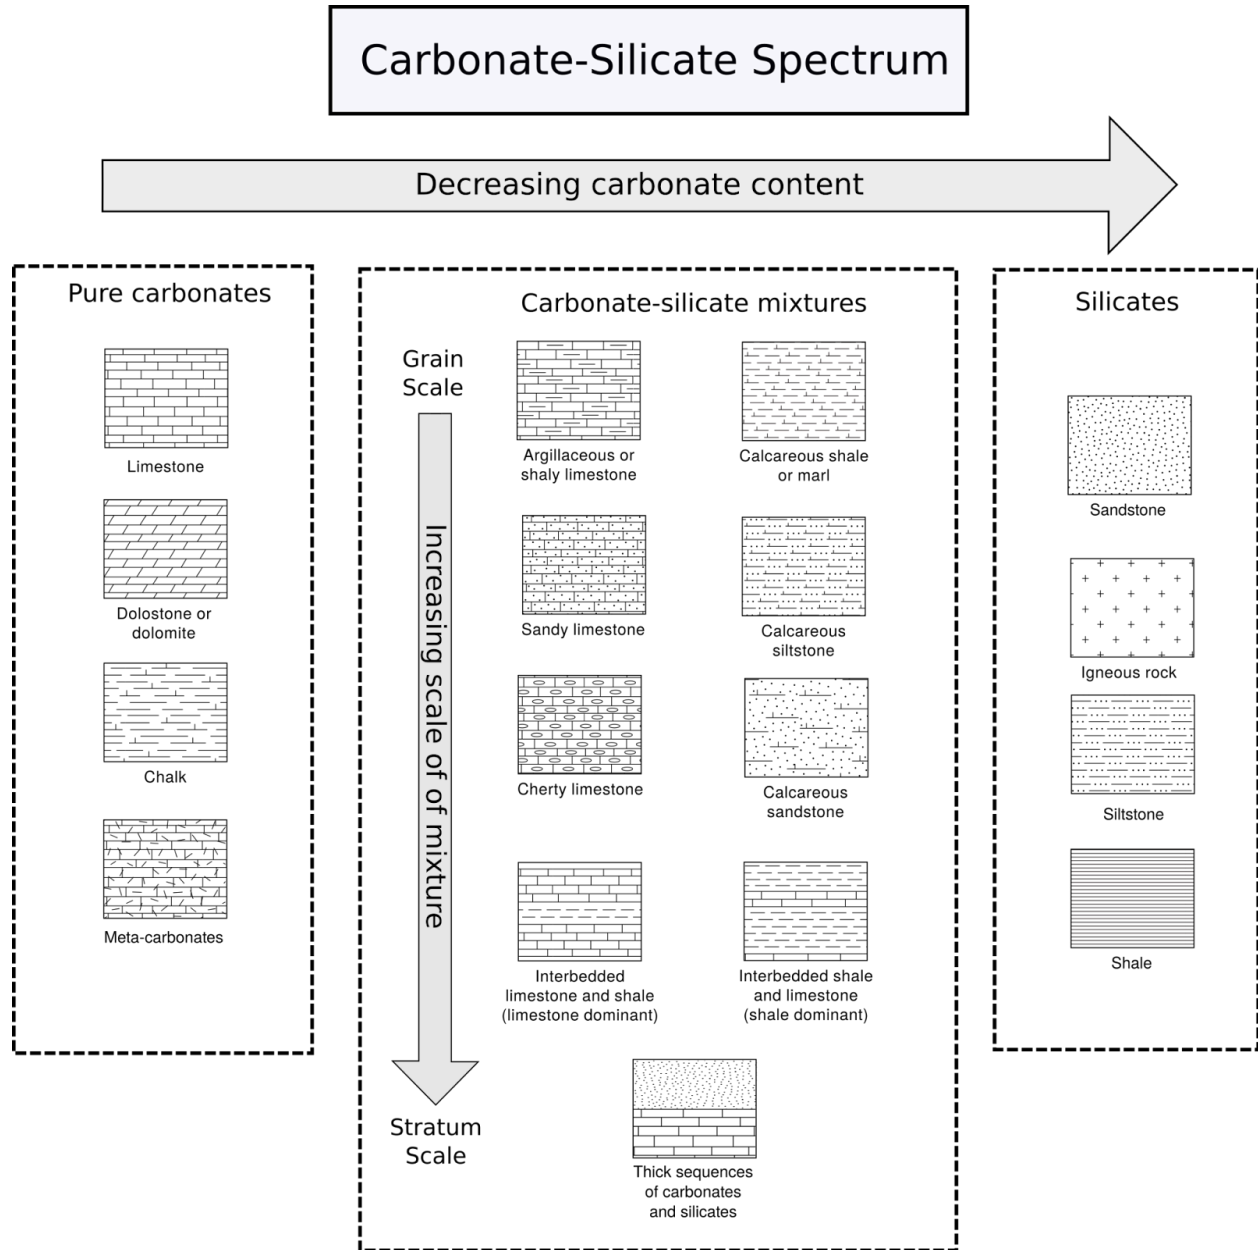 Carbonate-Silicate Spectrum
Decreasing carbonate content
Pure carbonates
Limestone
Dolostone or
dolomite
Chalk
Meta-carbonates
Carbonate-silicate mixtures
Grain
Scale
Increasing scale of of mixture
Stratum
Scale
Argillaceous or
shaly limestone
Calcareous shale
or marl
Sandy limestone
Calcareous
siltstone
Cherty limestone
Calcareous
sandstone
Interbedded
limestone and shale
(limestone dominant)
Interbedded shale
and limestone
(shale dominant)
Thick sequences
of carbonates
and silicates
Silicates
Sandstone
Igneous rock
Siltstone
Shale